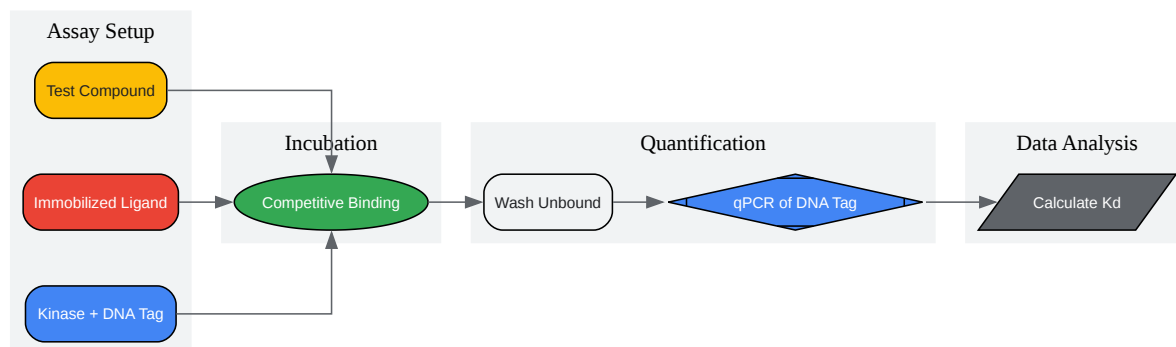 Assay Setup
Test Compound
Immobilized Ligand
Kinase + DNA Tag
Incubation
Competitive Binding
Quantification
Wash Unbound
qPCR of DNA Tag
Data Analysis
Calculate Kd